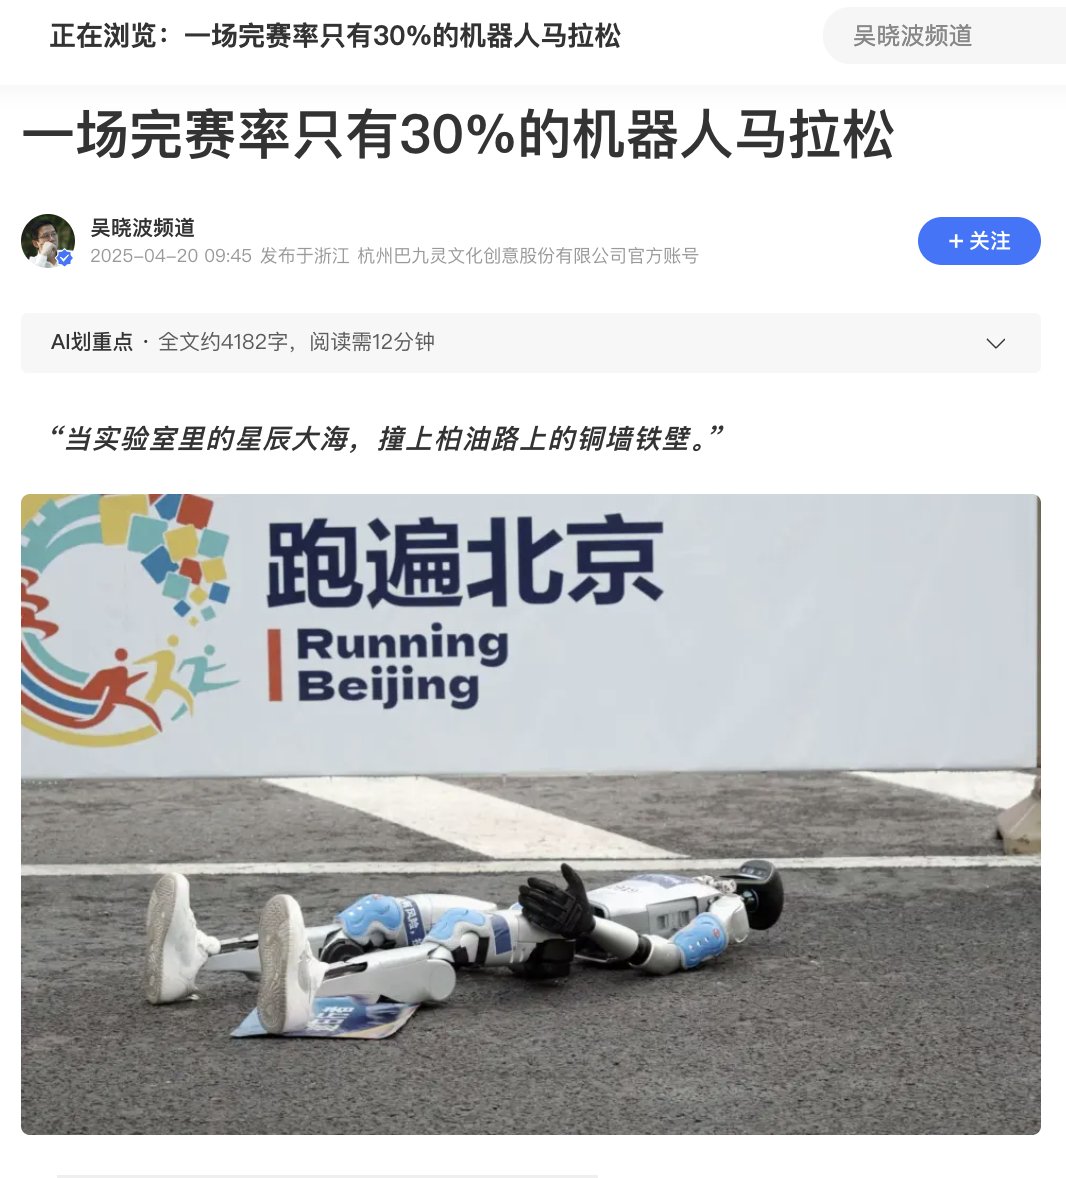 正在浏览：一场完赛率只有30%的机器人马拉松
吴晓波频道
一场完赛率只有30%的机器人马拉松
吴晓波频道
2025-04-20 09:45 发布于浙江 杭州巴九灵文化创意股份有限公司官方账号
+ 关注
AI划重点 · 全文约4182字，阅读需12分钟
“当实验室里的星辰大海，撞上柏油路上的铜墙铁壁。”
跑遍北京
Running
Beijing